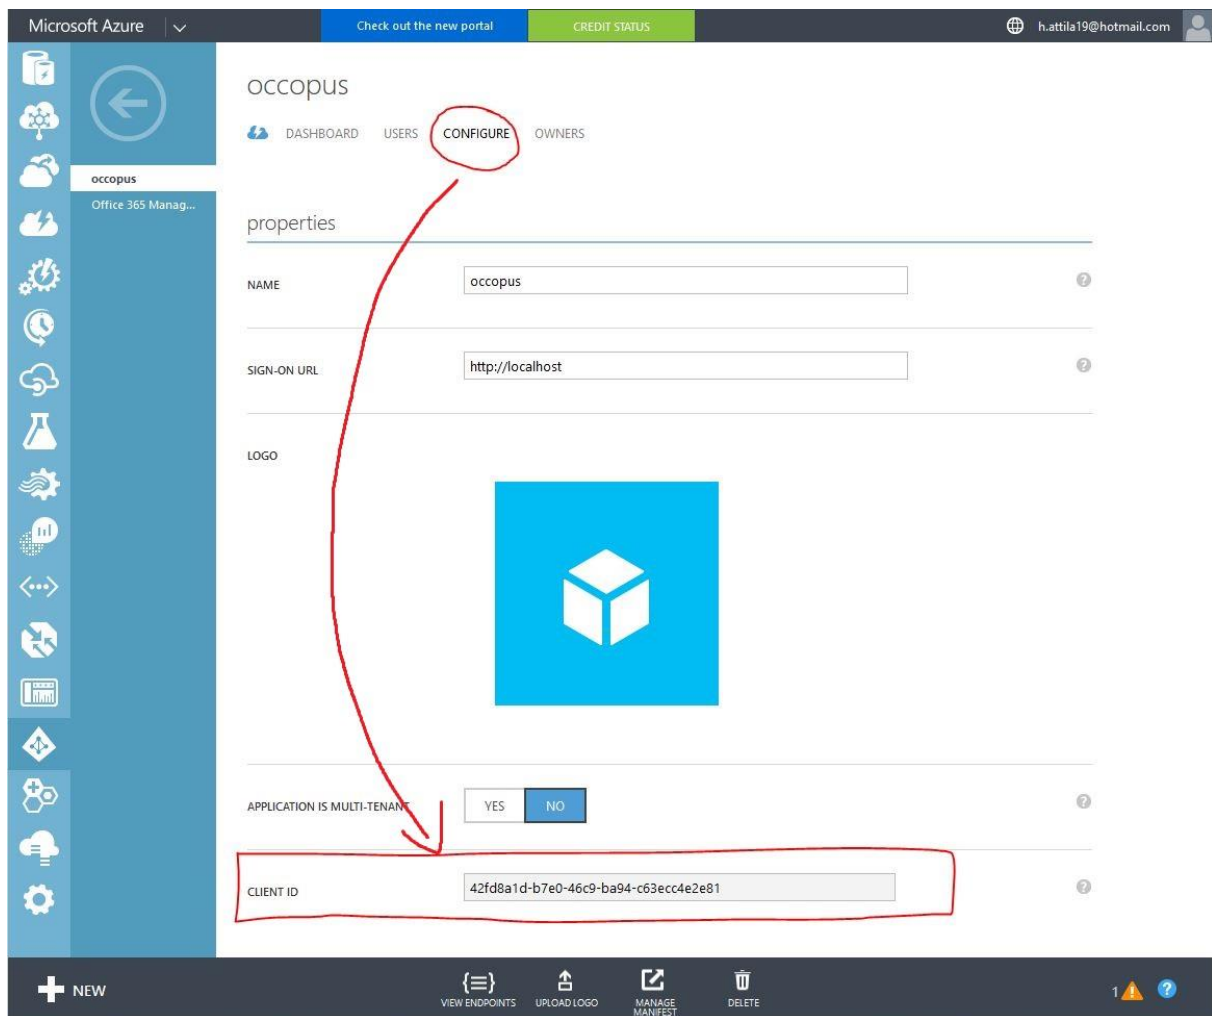 Microsoft Azure
Check out the new portal
CREDIT STATUS
h.attila19@hotmail.com
occopus
Office 365 Manag...
occopus
DASHBOARD USERS CONFIGURE OWNERS
properties
NAME
occopus
SIGN-ON URL
http://localhost
LOGO
APPLICATION IS MULTI-TENANT
YES NO
CLIENT ID
42fd8a1d-b7e0-46c9-ba94-c63ecc4e2e81
NEW
VIEW ENDPOINTS
UPLOAD LOGO
MANAGE
MANIFEST
DELETE
1